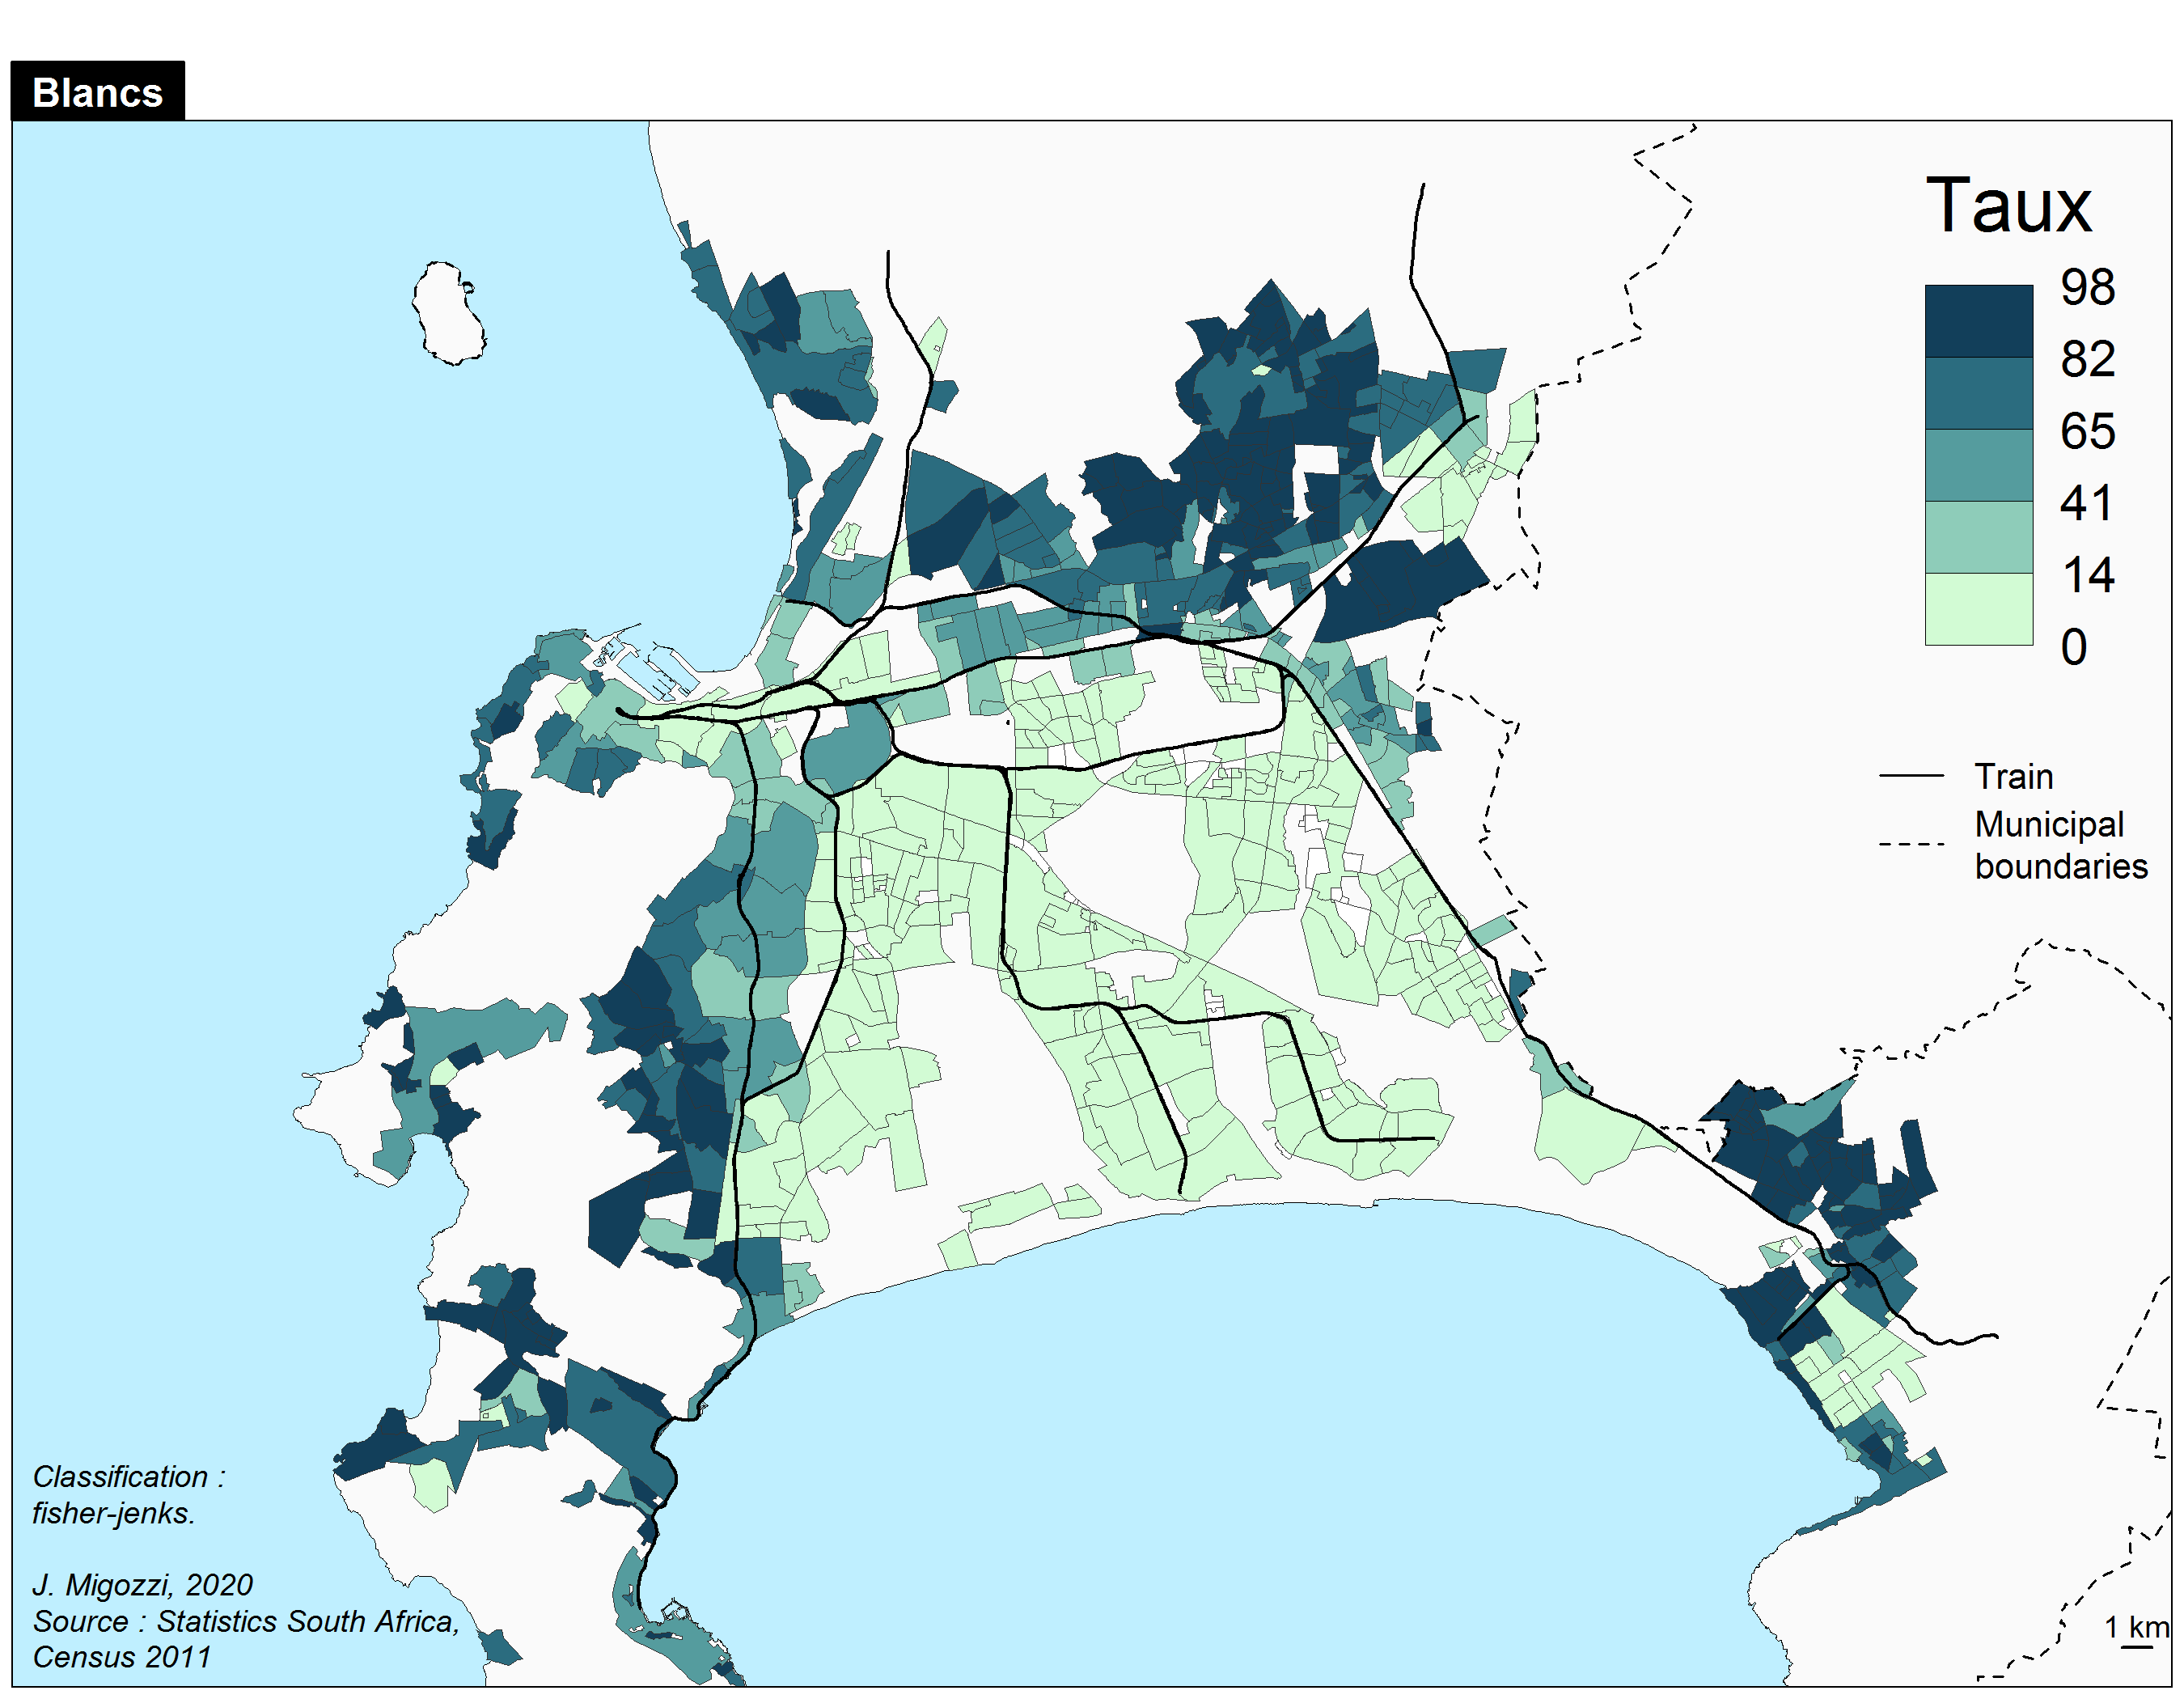 Blancs
Taux
98
82
65
41
14
0
Train
Municipal
boundaries
Classification :
fisher-jenks.
J. Migozzi, 2020
Source : Statistics South Africa,
Census 2011
1 km